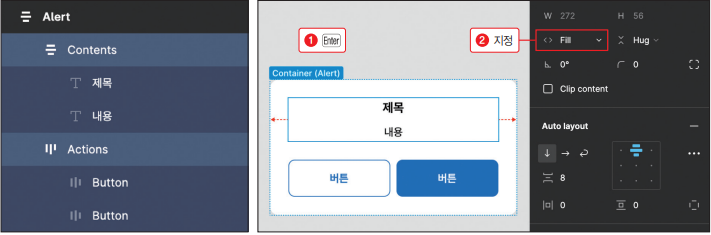 Alert
Contents
제목
내용
Actions
Button
Button
1 Enter
2 지정
Container (Alert)
제목
내용
버튼 버튼
W 272 H 56
Fill Hug
0° 0
Clip content
Auto layout
8
0 0